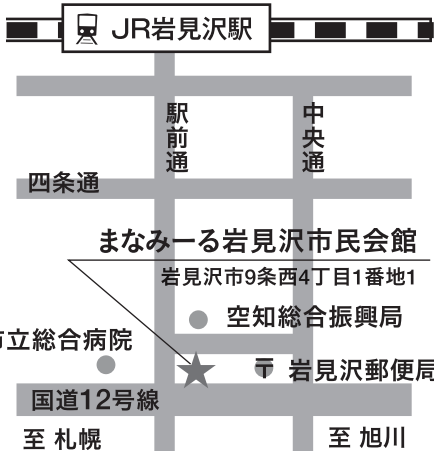 JR岩見沢駅
駅前通
中央通
四条通
まなみーる岩見沢市民会館
岩見沢市9条西4丁目1番地1
空知総合振興局
市立総合病院
〒 岩見沢郵便局
国道12号線
至 札幌
至 旭川